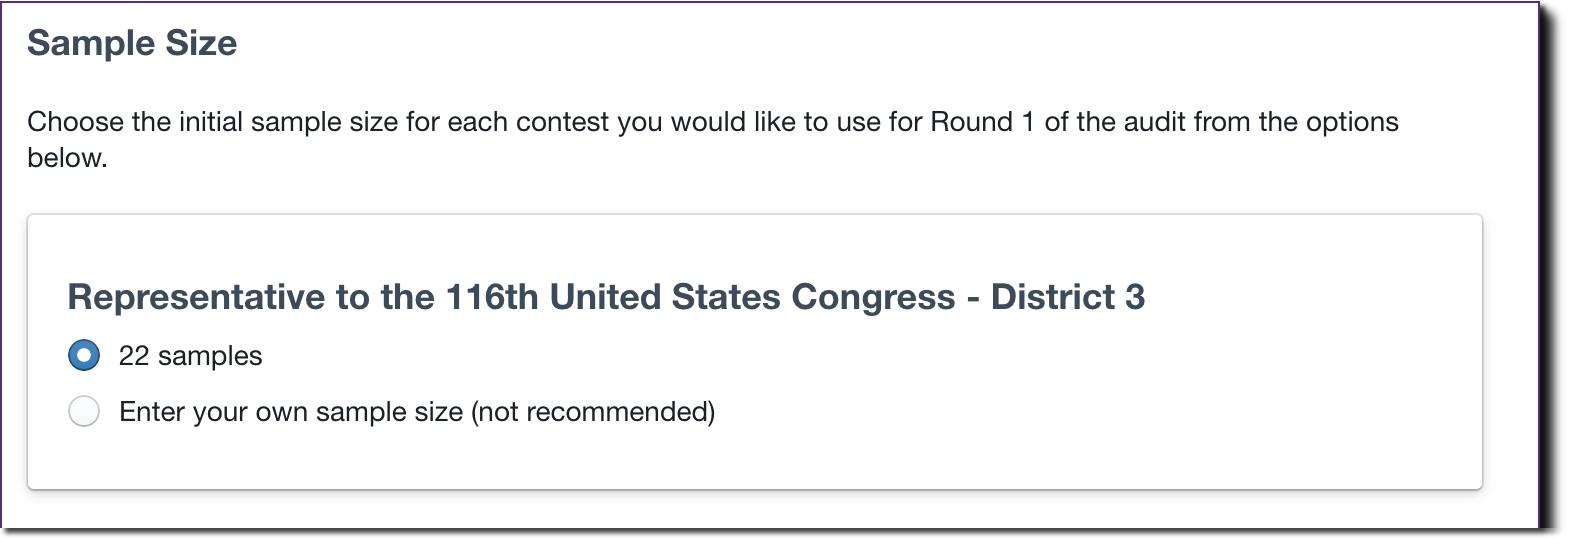 Sample Size
Choose the initial sample size for each contest you would like to use for Round 1 of the audit from the options
below.
Representative to the 116th United States Congress - District 3
22 samples
Enter your own sample size (not recommended)